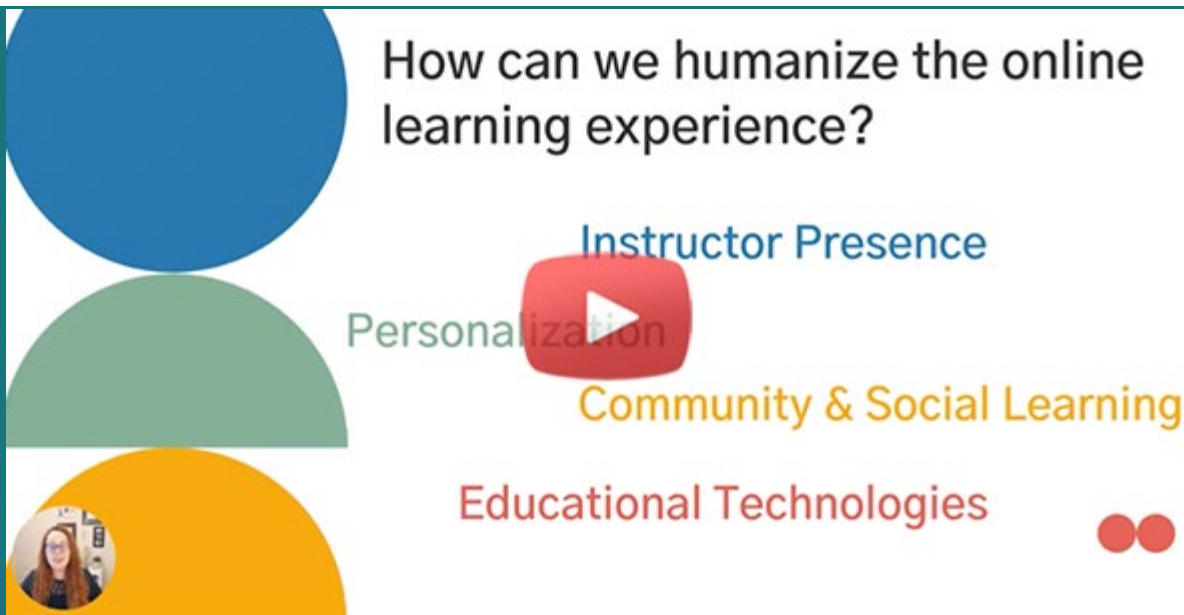 How can we humanize the online
learning experience?
Instructor Presence
Personalization
Community & Social Learning
Educational Technologies